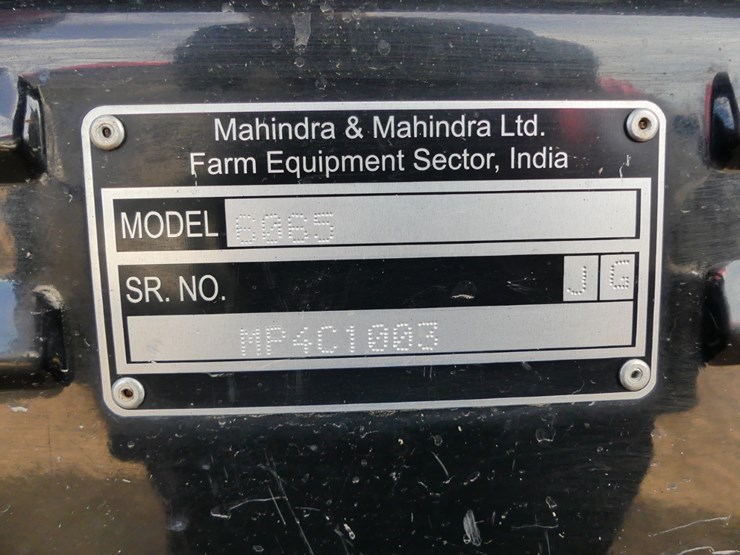 Mahindra & Mahindra Ltd.
Farm Equipment Sector, India
MODEL 6065
SR. NO. J G
MP4C1003